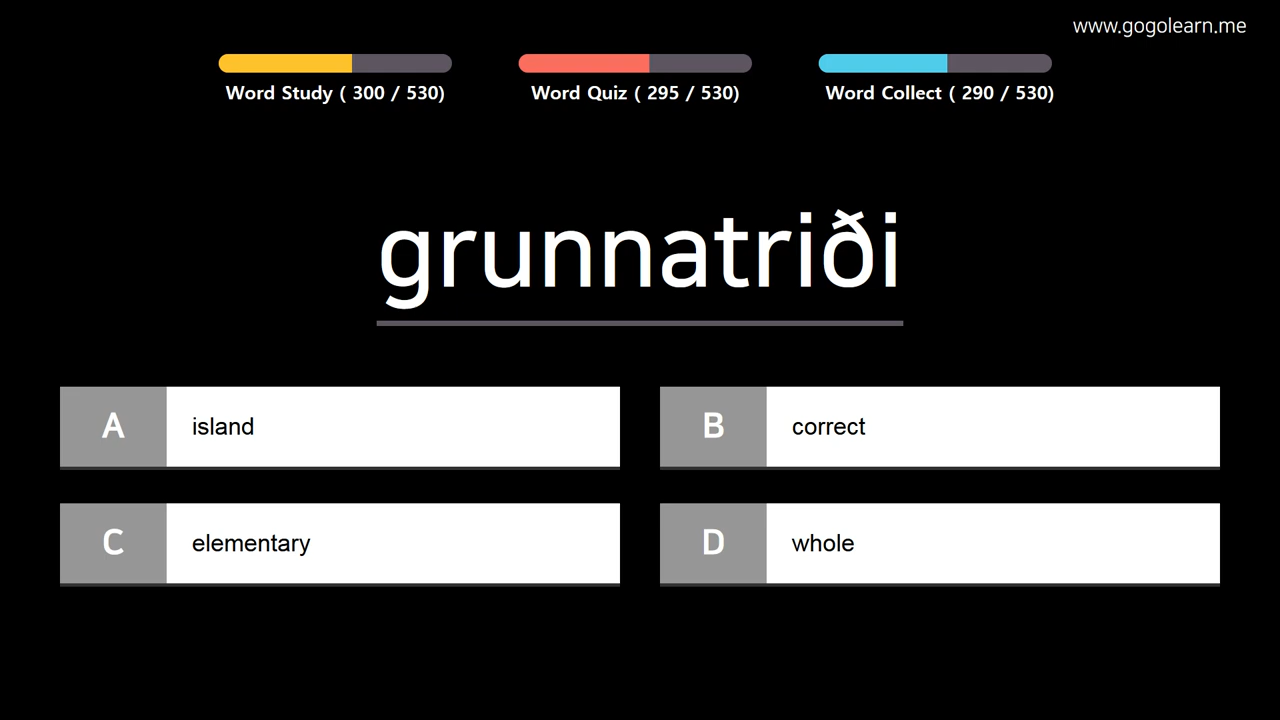 www.gogolearn.me
Word Study ( 300 / 530)
Word Quiz ( 295 / 530)
Word Collect ( 290 / 530)
grunnatriði
A island
B correct
C elementary
D whole